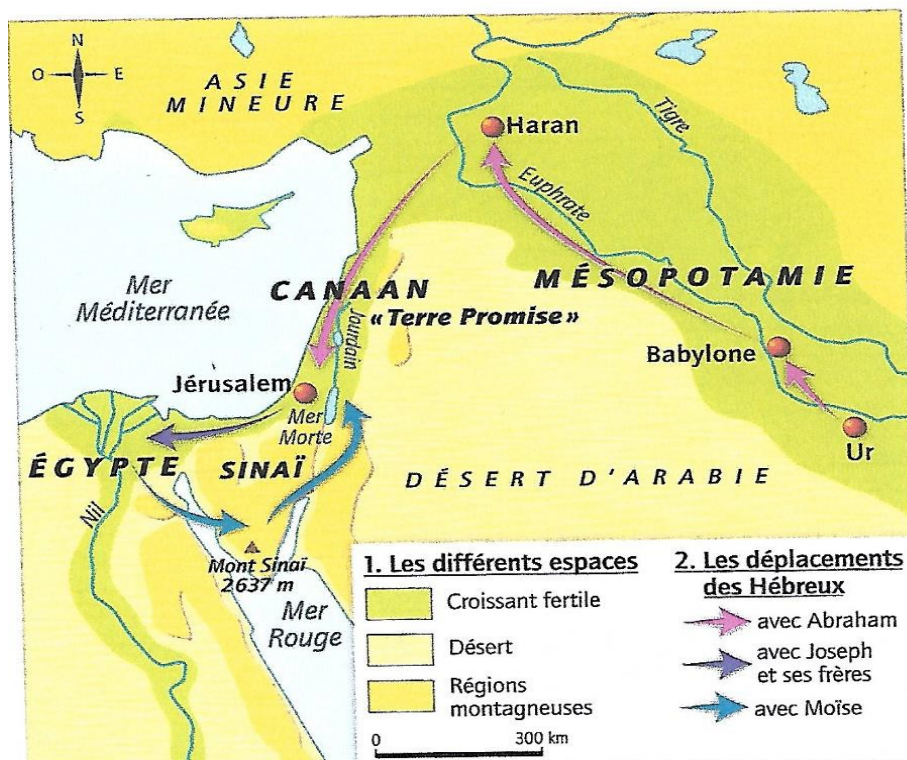 N
O E
S
ASIE
MINEURE
Haran
Tigre
Euphrate
Mer
Méditerranée
CANAAN
« Terre Promise »
MÉSOPOTAMIE
Jourdain
Babylone
Jérusalem
Mer
Morte
Ur
ÉGYPTE
SINAÏ
DÉSERT D'ARABIE
Nil
Mont Sinaï
2637 m
Mer
Rouge
1. Les différents espaces
Croissant fertile
Désert
Régions
montagneuses
0 300 km
2. Les déplacements
des Hébreux
avec Abraham
avec Joseph
et ses frères
avec Moïse